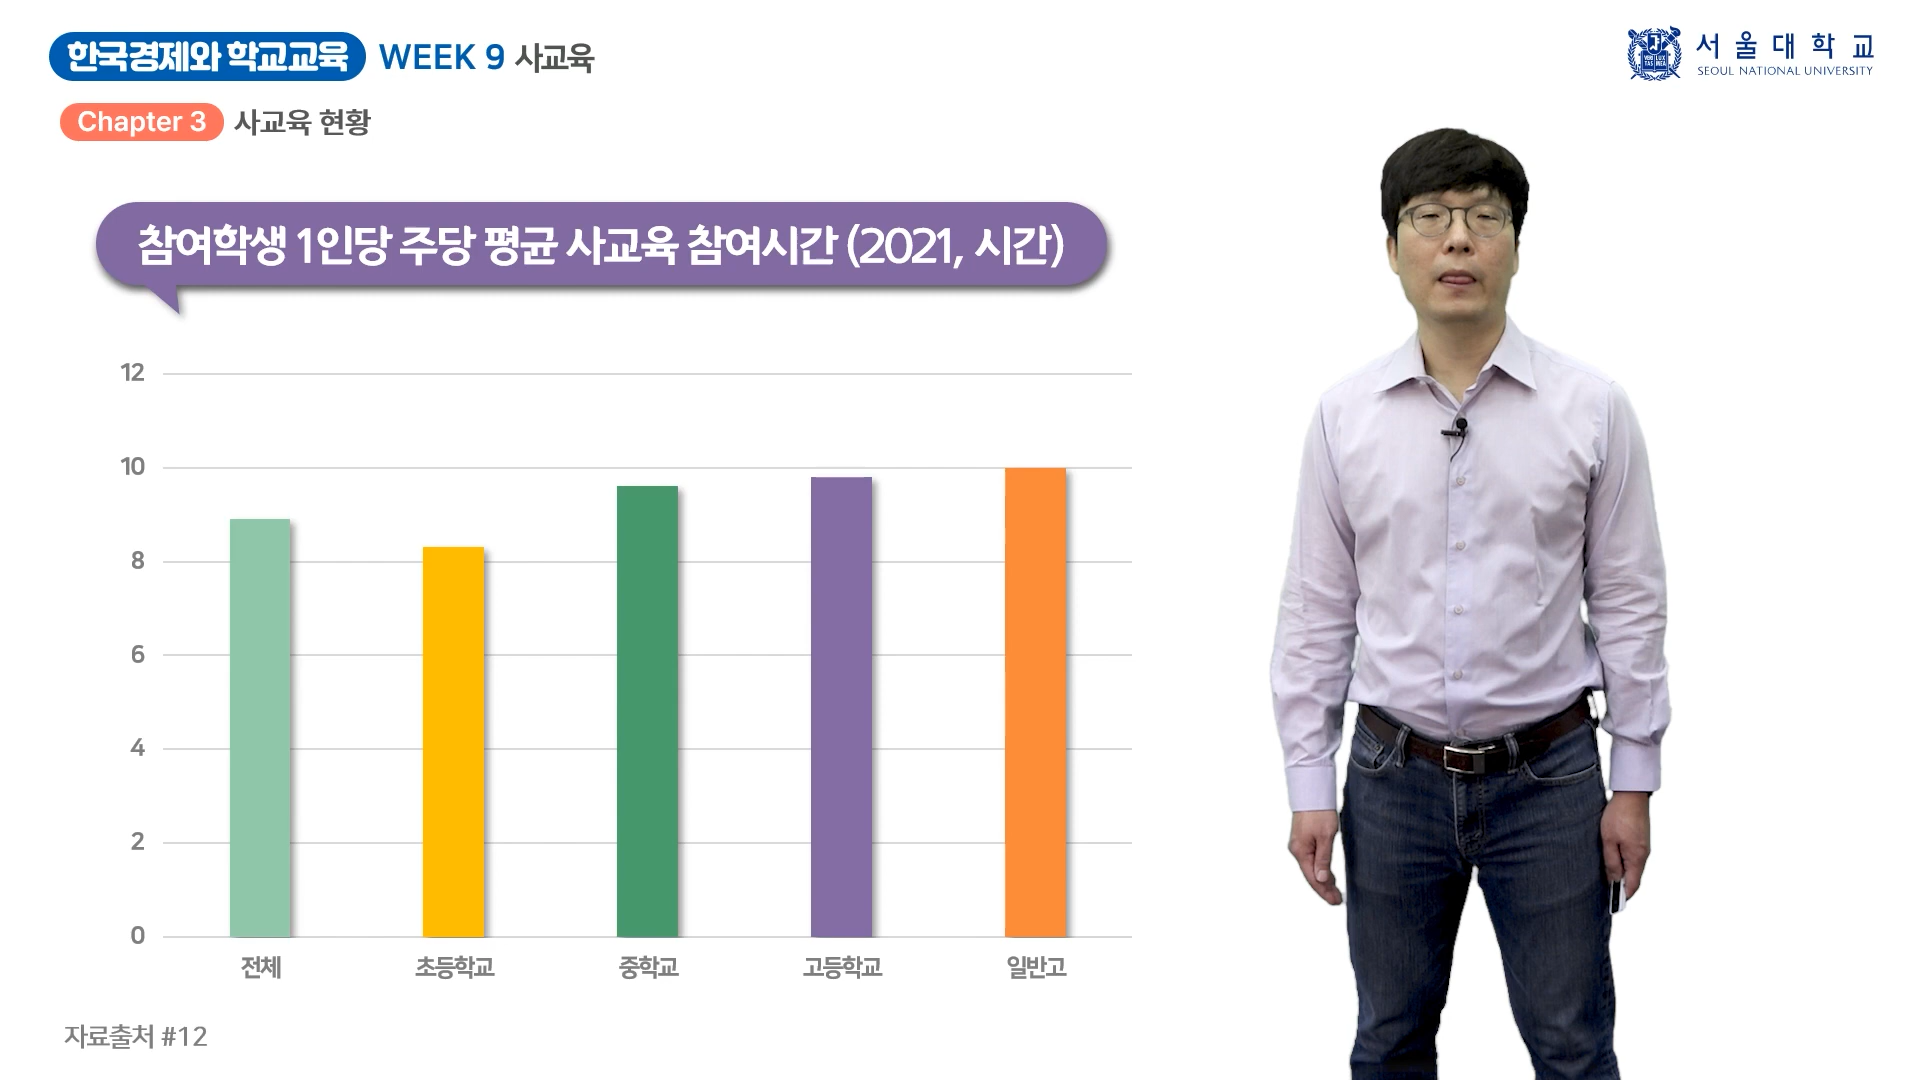 한국경제와 학교교육 WEEK 9 사교육
서울대학교
SEOUL NATIONAL UNIVERSITY
Chapter 3 사교육 현황
참여학생 1인당 주당 평균 사교육 참여시간 (2021, 시간)
12
10
8
6
4
2
0
전체 초등학교 중학교 고등학교 일반고
자료출처 #12